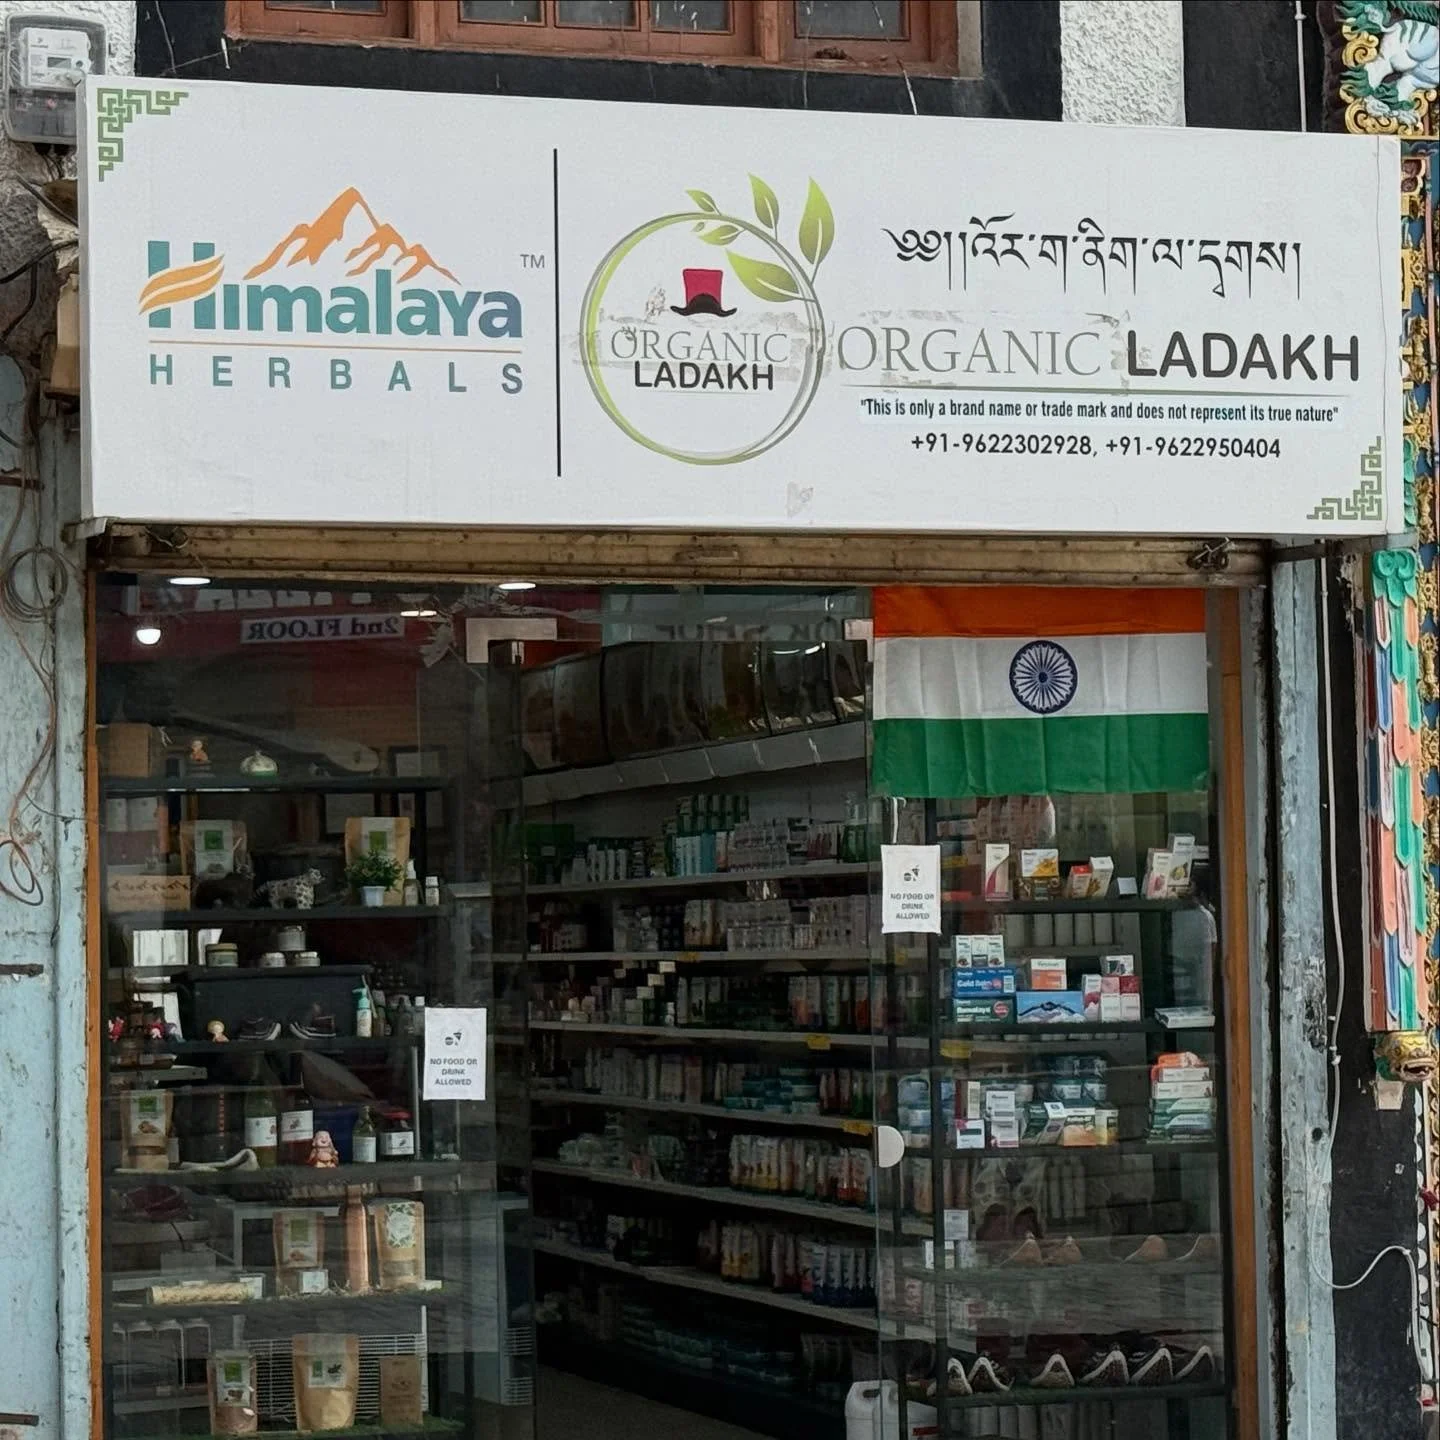 Himalaya TM
HERBALS
ORGANIC
LADAKH
༄༅།།འོར་ག་ནིག་ལ་དྭགས།
ORGANIC LADAKH
"This is only a brand name or trade mark and does not represent its true nature"
+91-9622302928, +91-9622950404
2nd FLOOR
NO FOOD OR
DRINK
ALLOWED
NO FOOD OR
DRINK
ALLOWED
Cold Balm
Himalaya